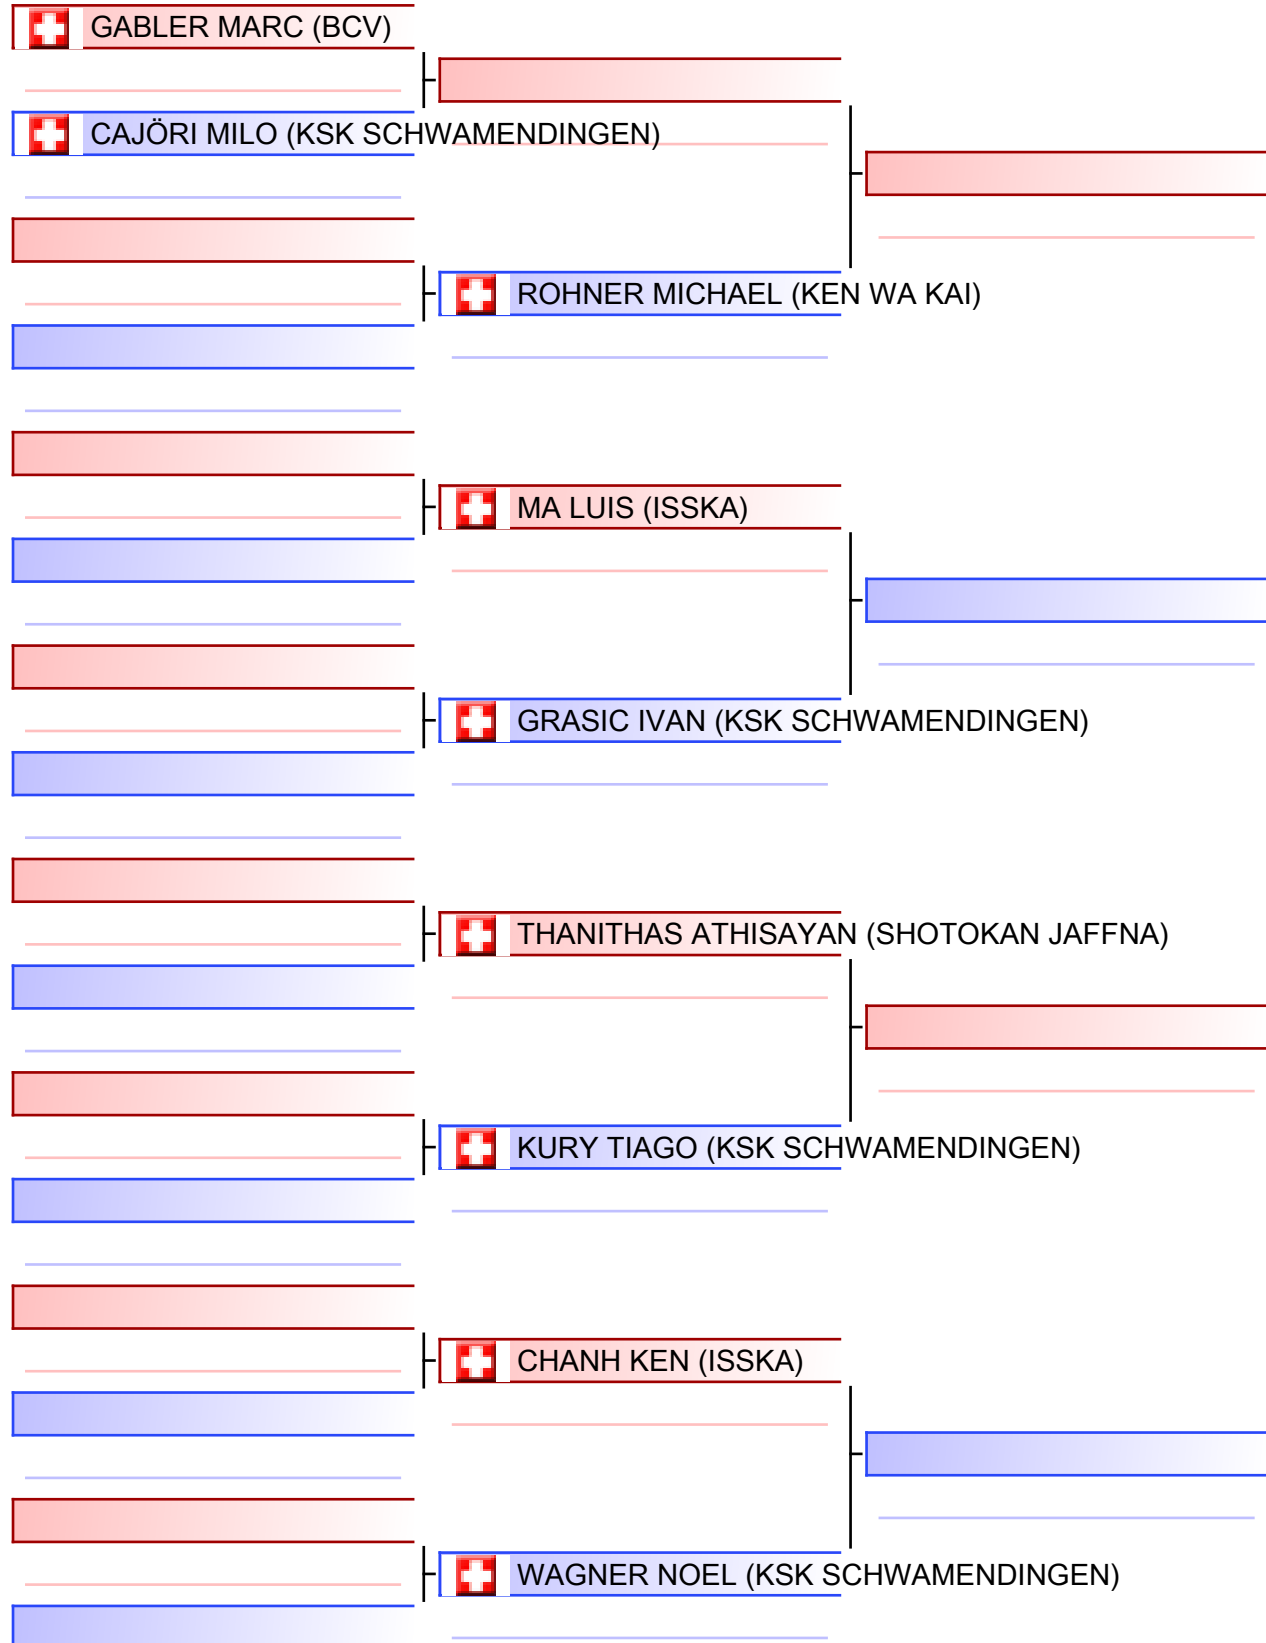 GABLER MARC (BCV)
CAJÖRI MILO (KSK SCHWAMENDINGEN)
ROHNER MICHAEL (KEN WA KAI)
MA LUIS (ISSKA)
GRASIC IVAN (KSK SCHWAMENDINGEN)
THANITHAS ATHISAYAN (SHOTOKAN JAFFNA)
KURY TIAGO (KSK SCHWAMENDINGEN)
CHANH KEN (ISSKA)
WAGNER NOEL (KSK SCHWAMENDINGEN)